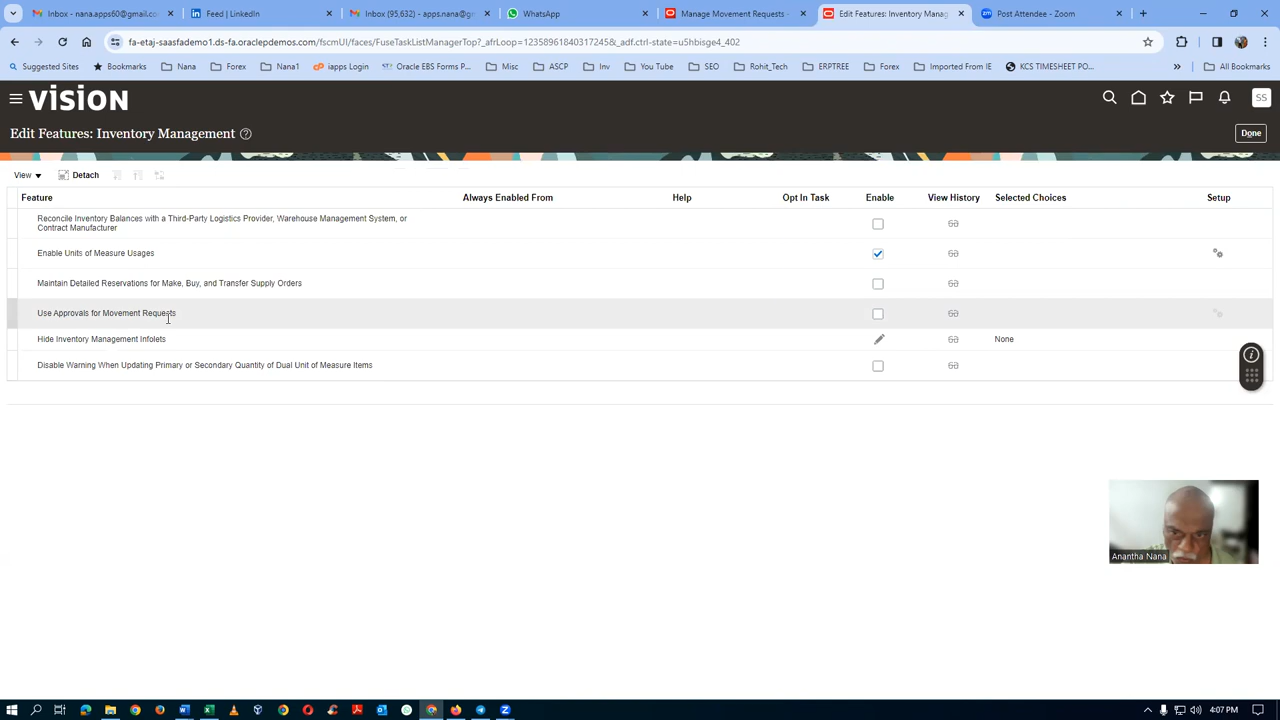 Inbox - nana.apps60@gmail.co
Feed | LinkedIn
Inbox (95,632) - apps.nana@g
WhatsApp
Manage Movement Requests -
Edit Features: Inventory Manag
Post Attendee - Zoom
fa-etaj-saasfademo1.ds-fa.oraclepdemos.com/fscmUI/faces/FuseTaskListManagerTop?_afrLoop=12358961840317245&_adf.ctrl-state=u5hbisge4_402
Suggested Sites
Bookmarks
Nana
Forex
Nana1
iapps Login
Oracle EBS Forms P...
Misc
ASCP
Inv
You Tube
SEO
Rohit_Tech
ERPTREE
Forex
Imported From IE
KCS TIMESHEET PO...
All Bookmarks
VISION
SS
Edit Features: Inventory Management
Done
View
Detach
Feature
Always Enabled From
Help
Opt In Task
Enable
View History
Selected Choices
Setup
Reconcile Inventory Balances with a Third-Party Logistics Provider, Warehouse Management System, or
Contract Manufacturer
Enable Units of Measure Usages
Maintain Detailed Reservations for Make, Buy, and Transfer Supply Orders
Use Approvals for Movement Requests
Hide Inventory Management Infolets
None
Disable Warning When Updating Primary or Secondary Quantity of Dual Unit of Measure Items
Anantha Nana
4:07 PM